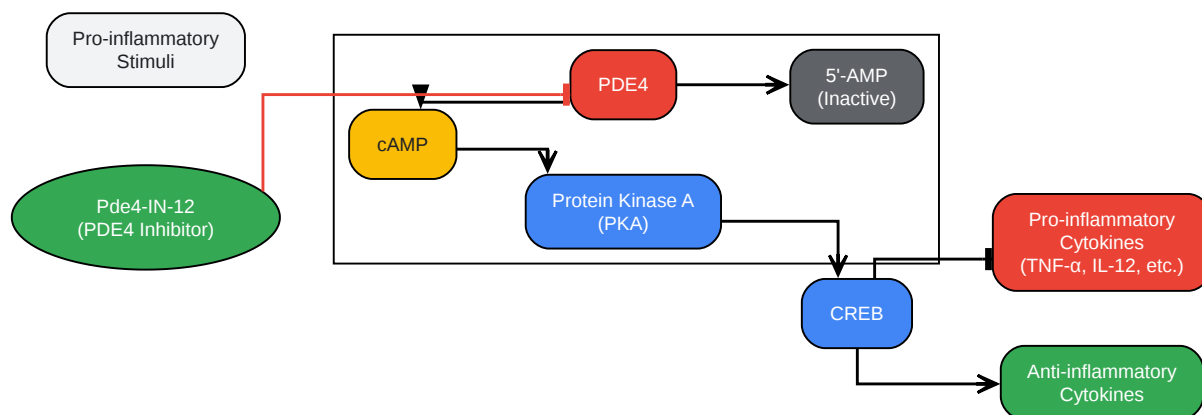 Pro-inflammatory
Stimuli
PDE4
5'-AMP
(Inactive)
cAMP
Pde4-IN-12
(PDE4 Inhibitor)
Protein Kinase A
(PKA)
Pro-inflammatory
Cytokines
(TNF-α, IL-12, etc.)
CREB
Anti-inflammatory
Cytokines